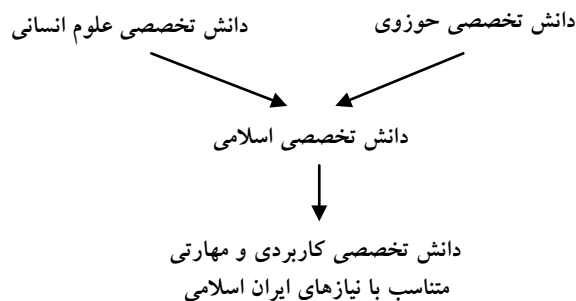 دانش تخصصی حوزوی
دانش تخصصی علوم انسانی
دانش تخصصی اسلامی
دانش تخصصی کاربردی و مهارتی
متناسب با نیازهای ایران اسلامی